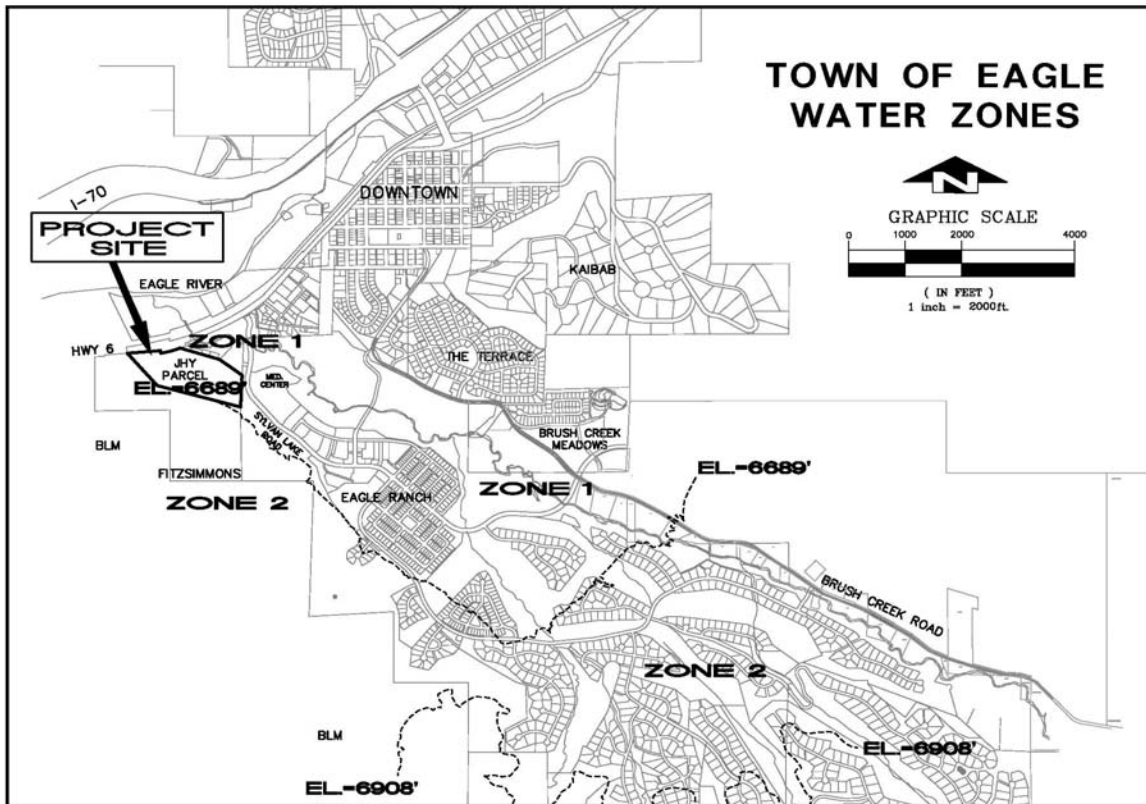 TOWN OF EAGLE
WATER ZONES
N
GRAPHIC SCALE
0 1000 2000 4000
( IN FEET )
1 inch = 2000ft.
I-70
DOWNTOWN
PROJECT
SITE
EAGLE RIVER
KAIBAB
HWY 6
ZONE 1
THE TERRACE
JHY
PARCEL
EL.-6689'
MED.
CENTER
SYLVAN LAKE
ROAD
BLM
BRUSH CREEK
MEADOWS
FITZSIMMONS
EL.-6689'
ZONE 2
EAGLE RANCH
ZONE 1
BRUSH CREEK ROAD
ZONE 2
BLM
EL.-6908'
EL.-6908'